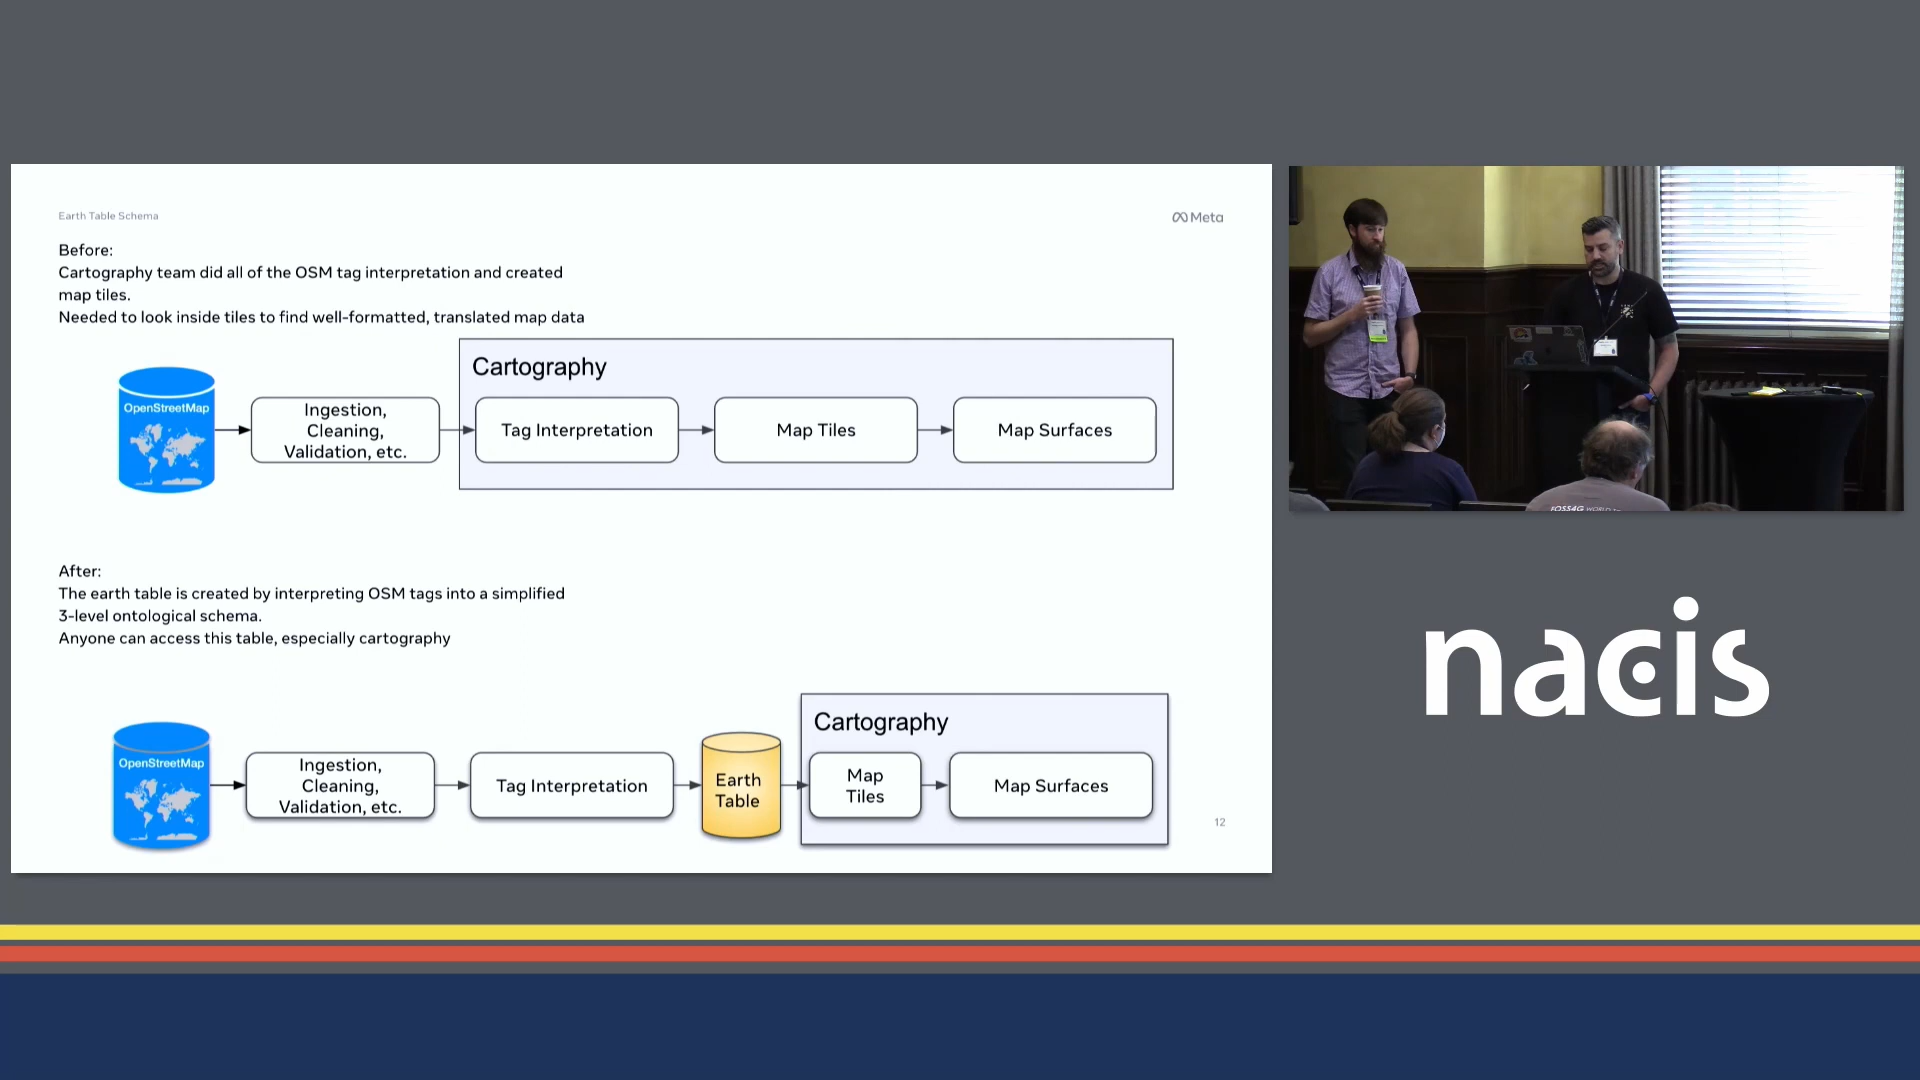 Earth Table Schema
Meta
Before:
Cartography team did all of the OSM tag interpretation and created
map tiles.
Needed to look inside tiles to find well-formatted, translated map data
Cartography
OpenStreetMap
Ingestion,
Cleaning,
Validation, etc.
Tag Interpretation
Map Tiles
Map Surfaces
After:
The earth table is created by interpreting OSM tags into a simplified
3-level ontological schema.
Anyone can access this table, especially cartography
Cartography
OpenStreetMap
Ingestion,
Cleaning,
Validation, etc.
Tag Interpretation
Earth
Table
Map
Tiles
Map Surfaces
12
FOSS4G WORLD
nacis